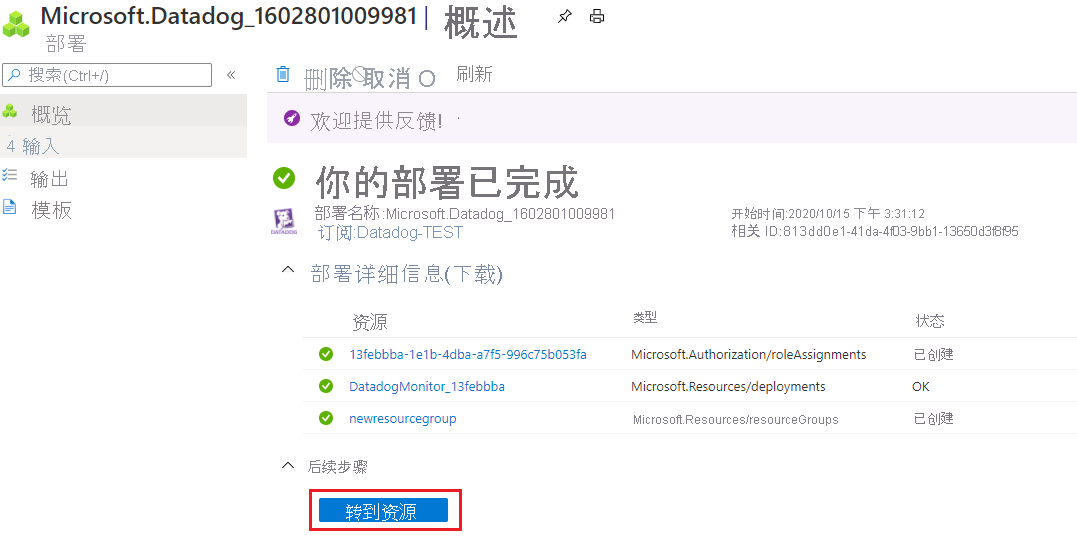 Microsoft.Datadog_1602801009981 | 概述
部署
搜索(Ctrl+/)
«
删除 取消 刷新
概览
欢迎提供反馈!
4 输入
输出
模板
你的部署已完成
部署名称:Microsoft.Datadog_1602801009981
订阅:Datadog-TEST
DATADOG
开始时间:2020/10/15 下午 3:31:12
相关 ID:813dd0e1-41da-4f03-9bb1-13650d3f8f95
部署详细信息(下载)
资源 类型 状态
13febbba-1e1b-4dba-a7f5-996c75b053fa Microsoft.Authorization/roleAssignments 已创建
DatadogMonitor_13febbba Microsoft.Resources/deployments OK
newresourcegroup Microsoft.Resources/resourceGroups 已创建
后续步骤
转到资源